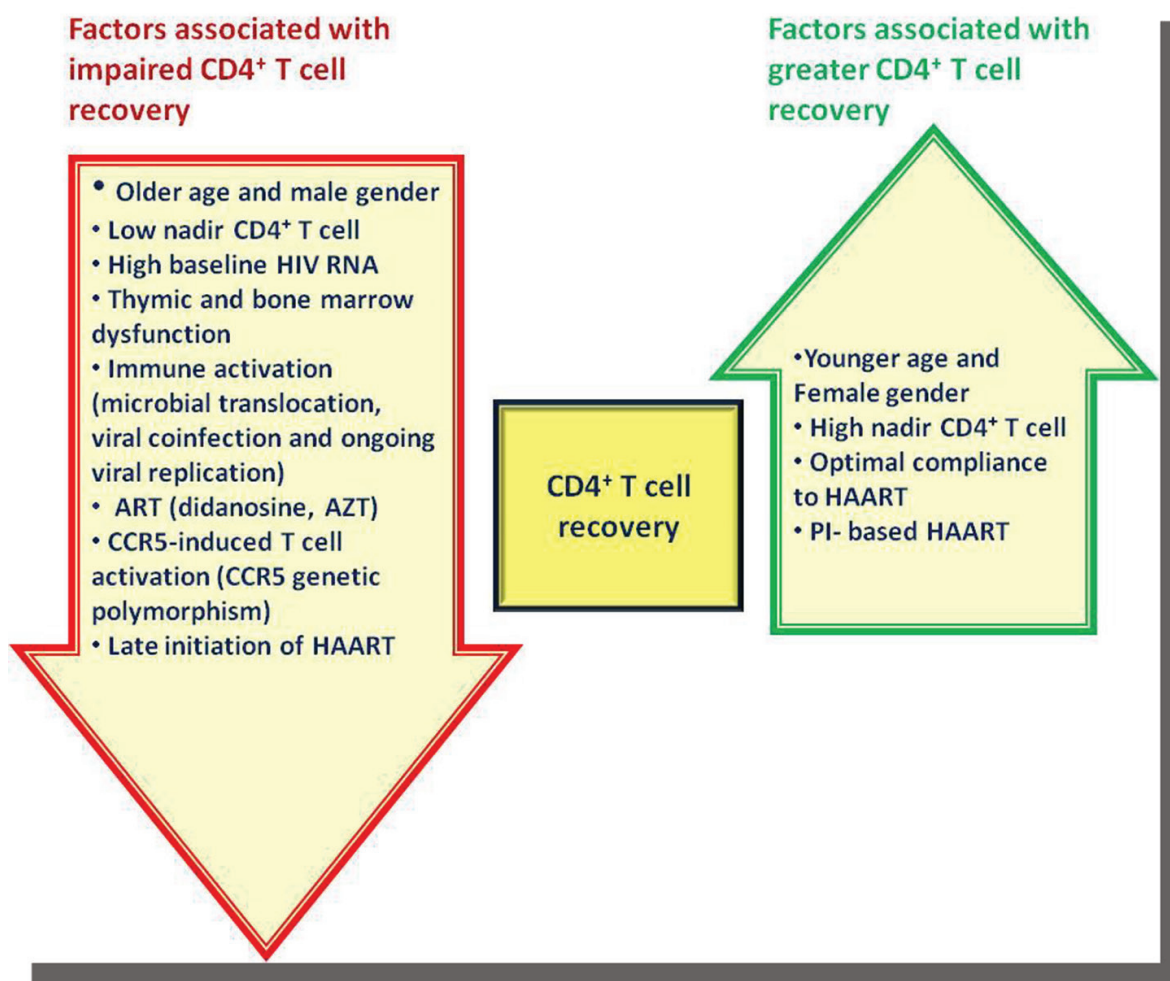 Factors associated with
impaired CD4⁺ T cell
recovery
• Older age and male gender
• Low nadir CD4⁺ T cell
• High baseline HIV RNA
• Thymic and bone marrow
dysfunction
• Immune activation
(microbial translocation,
viral coinfection and ongoing
viral replication)
• ART (didanosine, AZT)
• CCR5-induced T cell
activation (CCR5 genetic
polymorphism)
• Late initiation of HAART
CD4⁺ T cell
recovery
Factors associated with
greater CD4⁺ T cell
recovery
•Younger age and
Female gender
• High nadir CD4⁺ T cell
• Optimal compliance
to HAART
• PI- based HAART